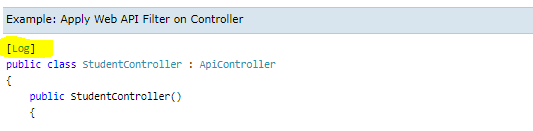 Example: Apply Web API Filter on Controller
[Log]
public class StudentController : ApiController
{
public StudentController()
{